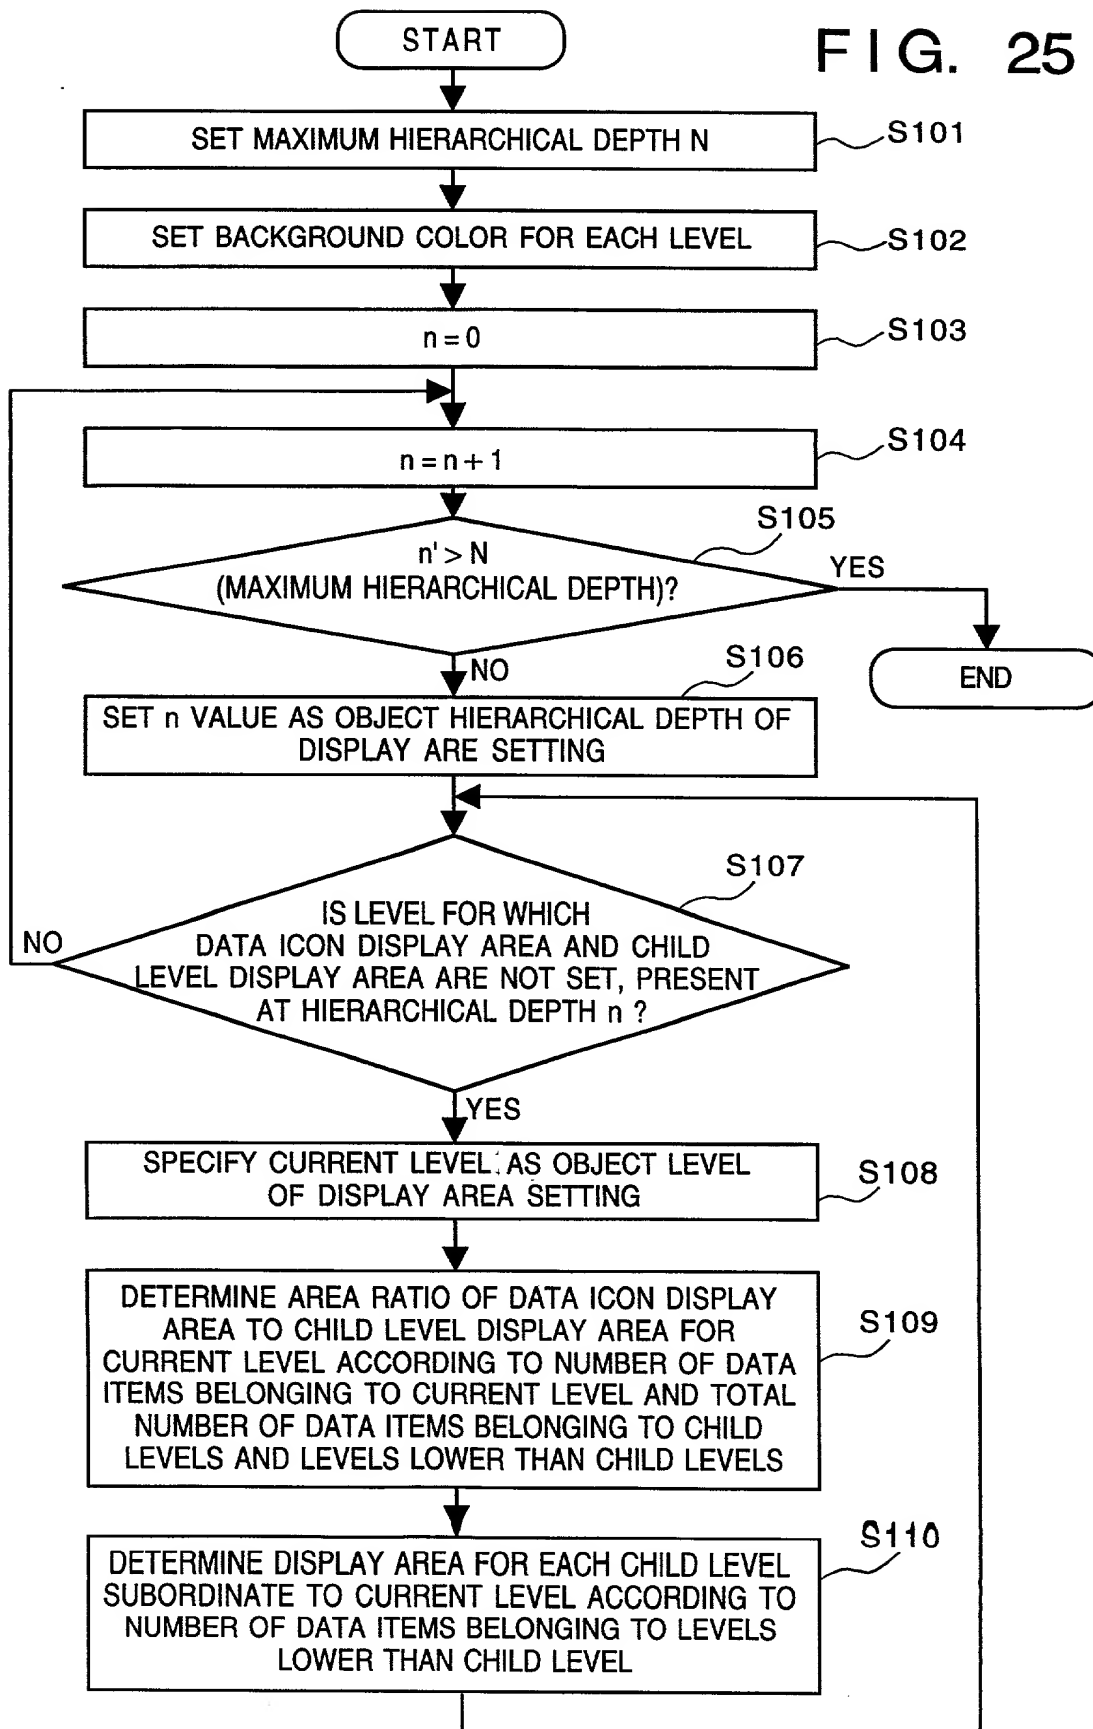 START
FIG. 25
SET MAXIMUM HIERARCHICAL DEPTH N
S101
SET BACKGROUND COLOR FOR EACH LEVEL
S102
n = 0
S103
n = n + 1
S104
S105
n' > N
(MAXIMUM HIERARCHICAL DEPTH)?
YES
END
NO
S106
SET n VALUE AS OBJECT HIERARCHICAL DEPTH OF
DISPLAY ARE SETTING
S107
IS LEVEL FOR WHICH
DATA ICON DISPLAY AREA AND CHILD
LEVEL DISPLAY AREA ARE NOT SET, PRESENT
AT HIERARCHICAL DEPTH n ?
NO
YES
SPECIFY CURRENT LEVEL AS OBJECT LEVEL
OF DISPLAY AREA SETTING
S108
DETERMINE AREA RATIO OF DATA ICON DISPLAY
AREA TO CHILD LEVEL DISPLAY AREA FOR
CURRENT LEVEL ACCORDING TO NUMBER OF DATA
ITEMS BELONGING TO CURRENT LEVEL AND TOTAL
NUMBER OF DATA ITEMS BELONGING TO CHILD
LEVELS AND LEVELS LOWER THAN CHILD LEVELS
S109
S110
DETERMINE DISPLAY AREA FOR EACH CHILD LEVEL
SUBORDINATE TO CURRENT LEVEL ACCORDING TO
NUMBER OF DATA ITEMS BELONGING TO LEVELS
LOWER THAN CHILD LEVEL